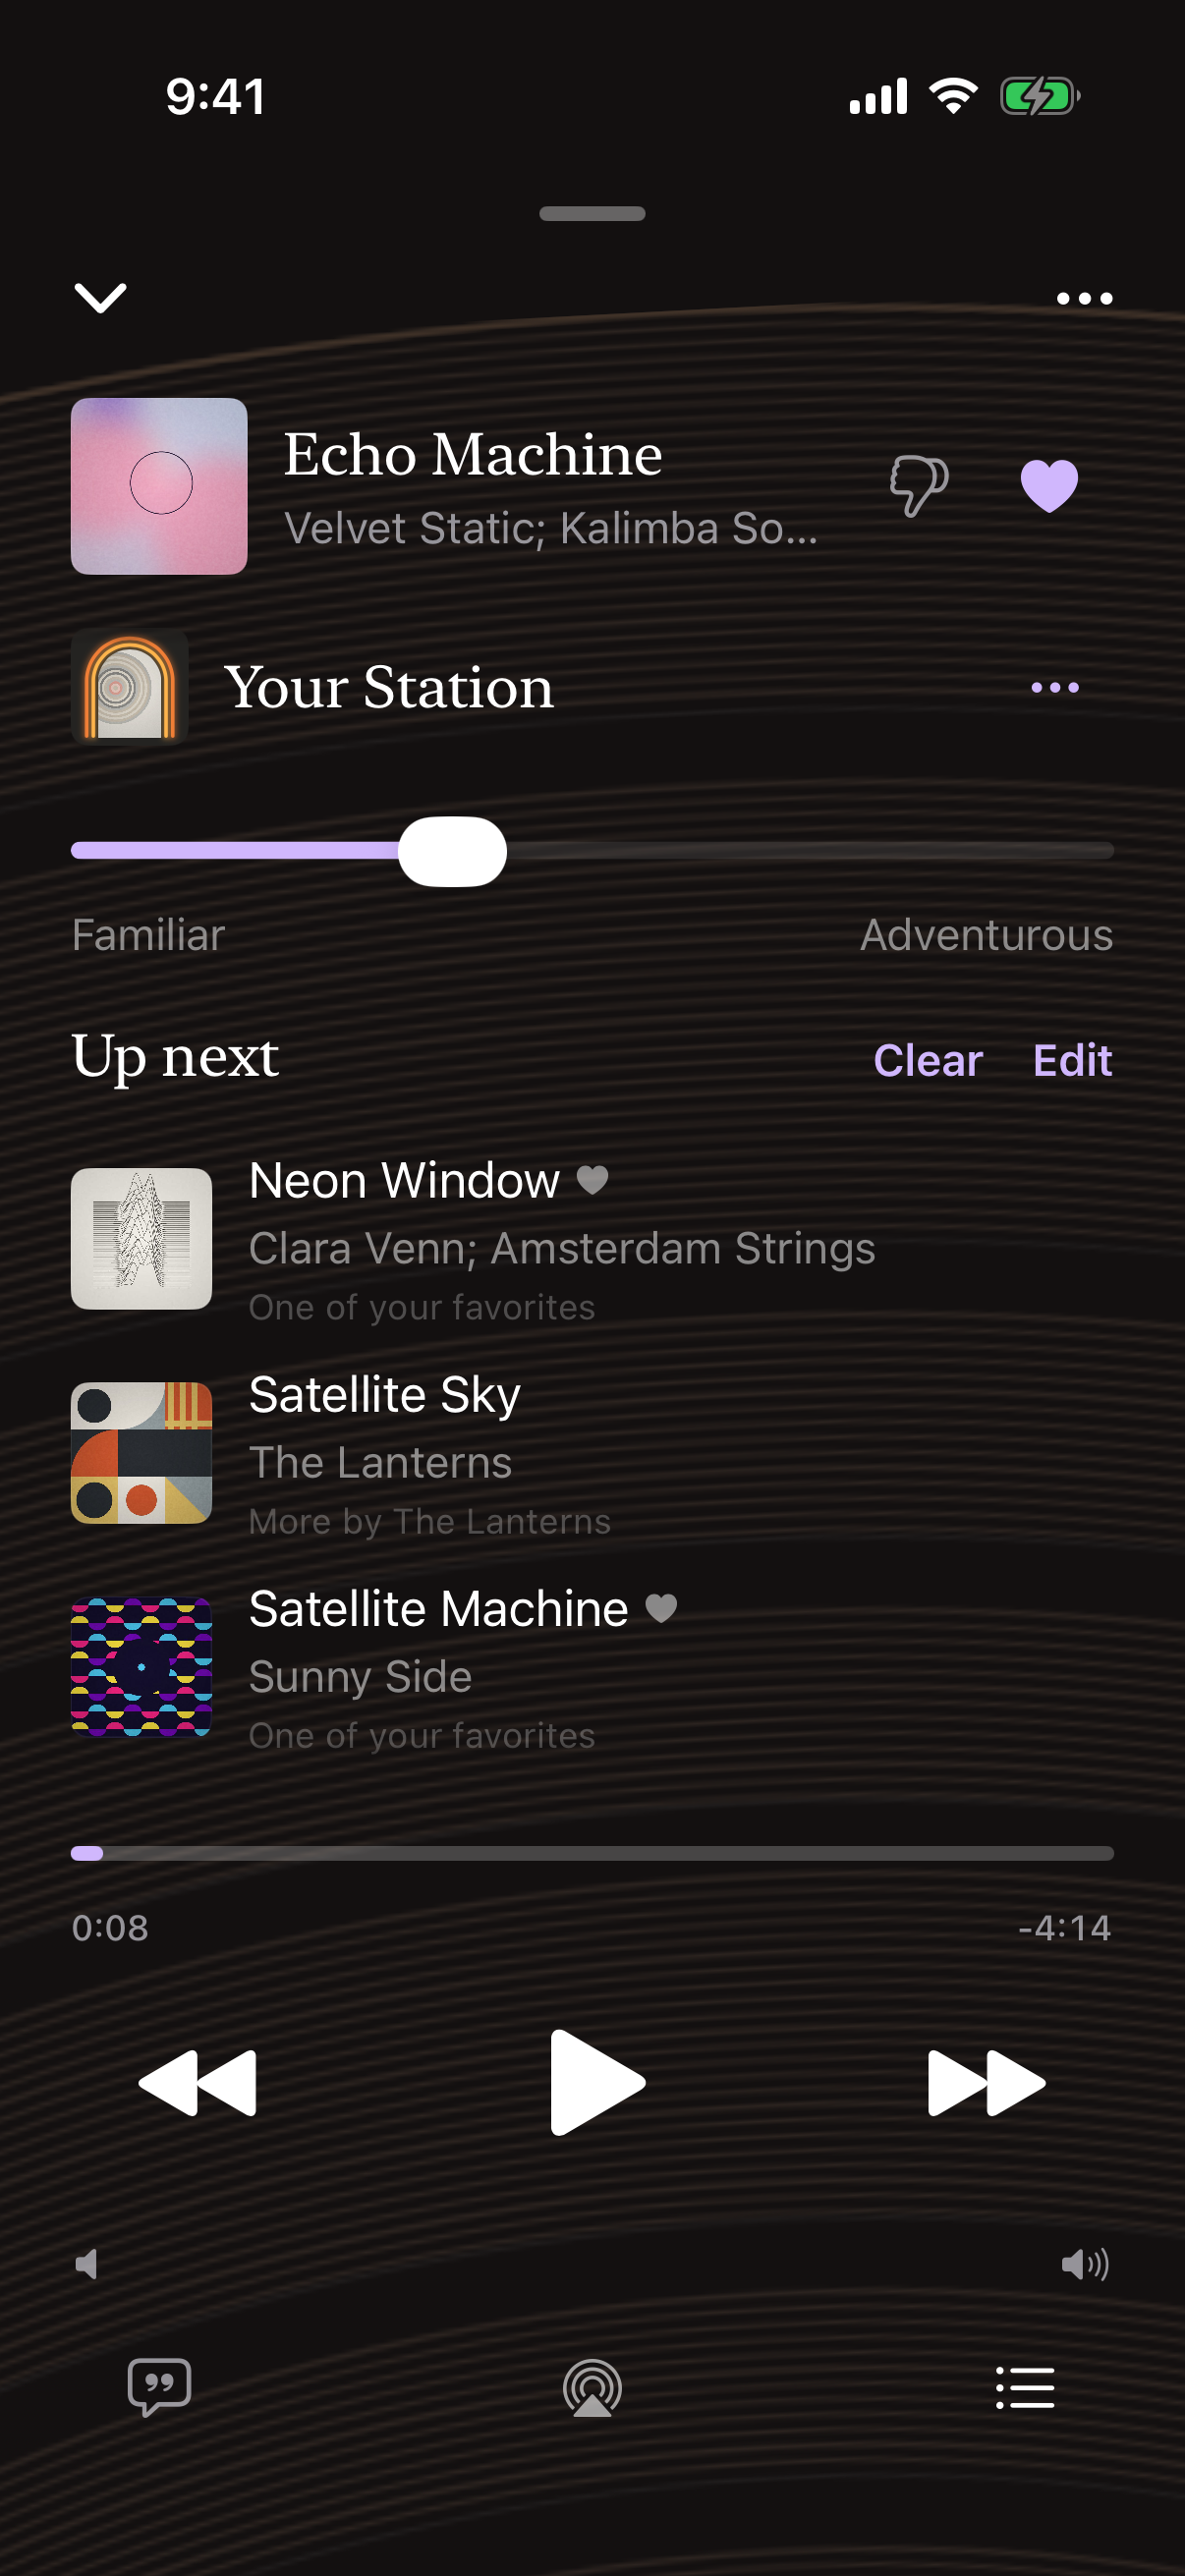 9:41
Echo Machine
Velvet Static; Kalimba So...
Your Station
Familiar
Adventurous
Up next
Clear
Edit
Neon Window
Clara Venn; Amsterdam Strings
One of your favorites
Satellite Sky
The Lanterns
More by The Lanterns
Satellite Machine
Sunny Side
One of your favorites
0:08
-4:14